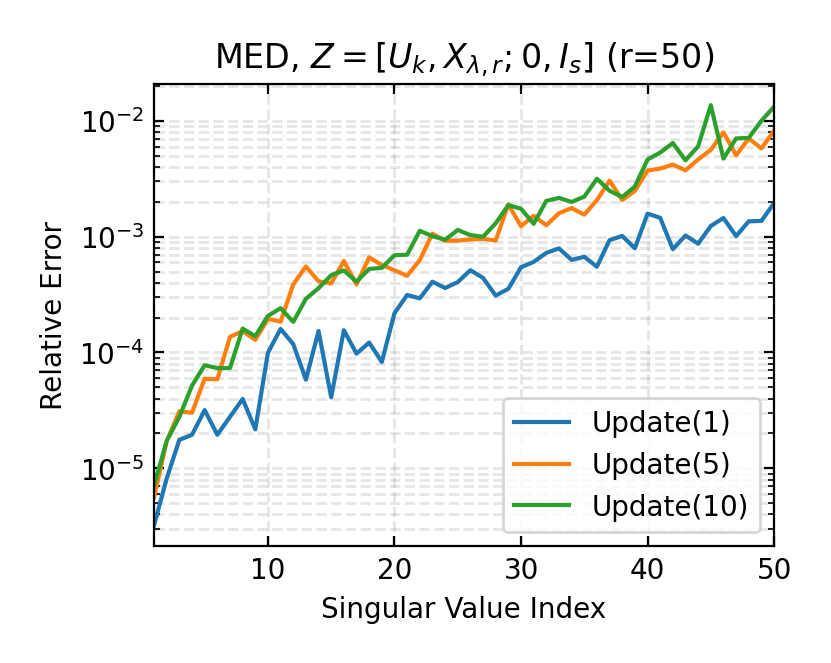 MED, $Z = [U_k, X_{\lambda,r}; 0, I_s]$ (r=50)
Relative Error
10⁻²
10⁻³
10⁻⁴
10⁻⁵
Update(1)
Update(5)
Update(10)
10 20 30 40 50
Singular Value Index